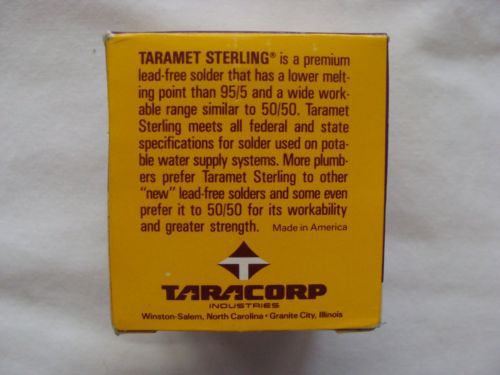 TARAMET STERLING® is a premium
lead-free solder that has a lower melt-
ing point than 95/5 and a wide work-
able range similar to 50/50. Taramet
Sterling meets all federal and state
specifications for solder used on pota-
ble water supply systems. More plumb-
ers prefer Taramet Sterling to other
"new" lead-free solders and some even
prefer it to 50/50 for its workability
and greater strength. Made in America
TARACORP
INDUSTRIES
Winston-Salem, North Carolina • Granite City, Illinois